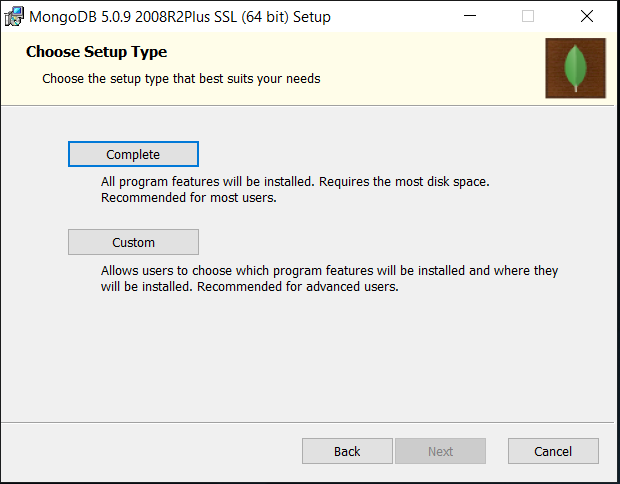 MongoDB 5.0.9 2008R2Plus SSL (64 bit) Setup
Choose Setup Type
Choose the setup type that best suits your needs
Complete
All program features will be installed. Requires the most disk space.
Recommended for most users.
Custom
Allows users to choose which program features will be installed and where they
will be installed. Recommended for advanced users.
Back
Next
Cancel